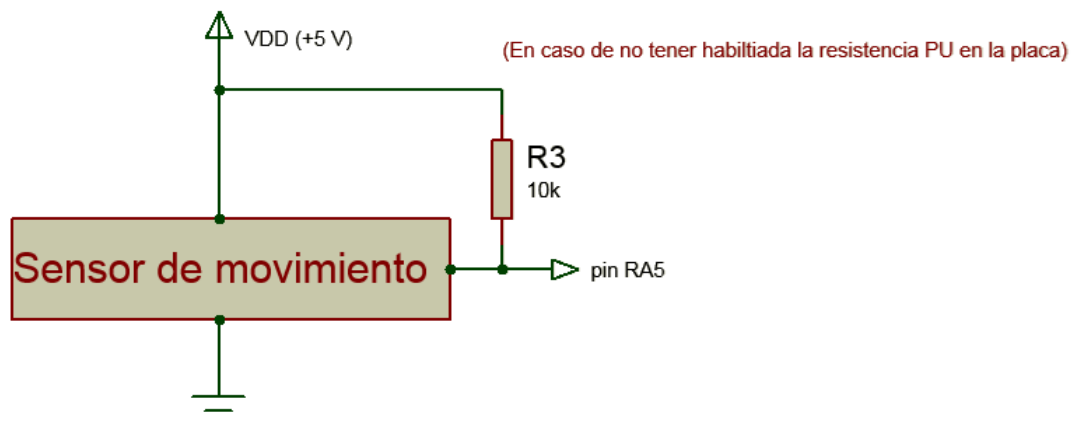 VDD (+5 V)
(En caso de no tener habiltiada la resistencia PU en la placa)
R3
10k
Sensor de movimiento
pin RA5